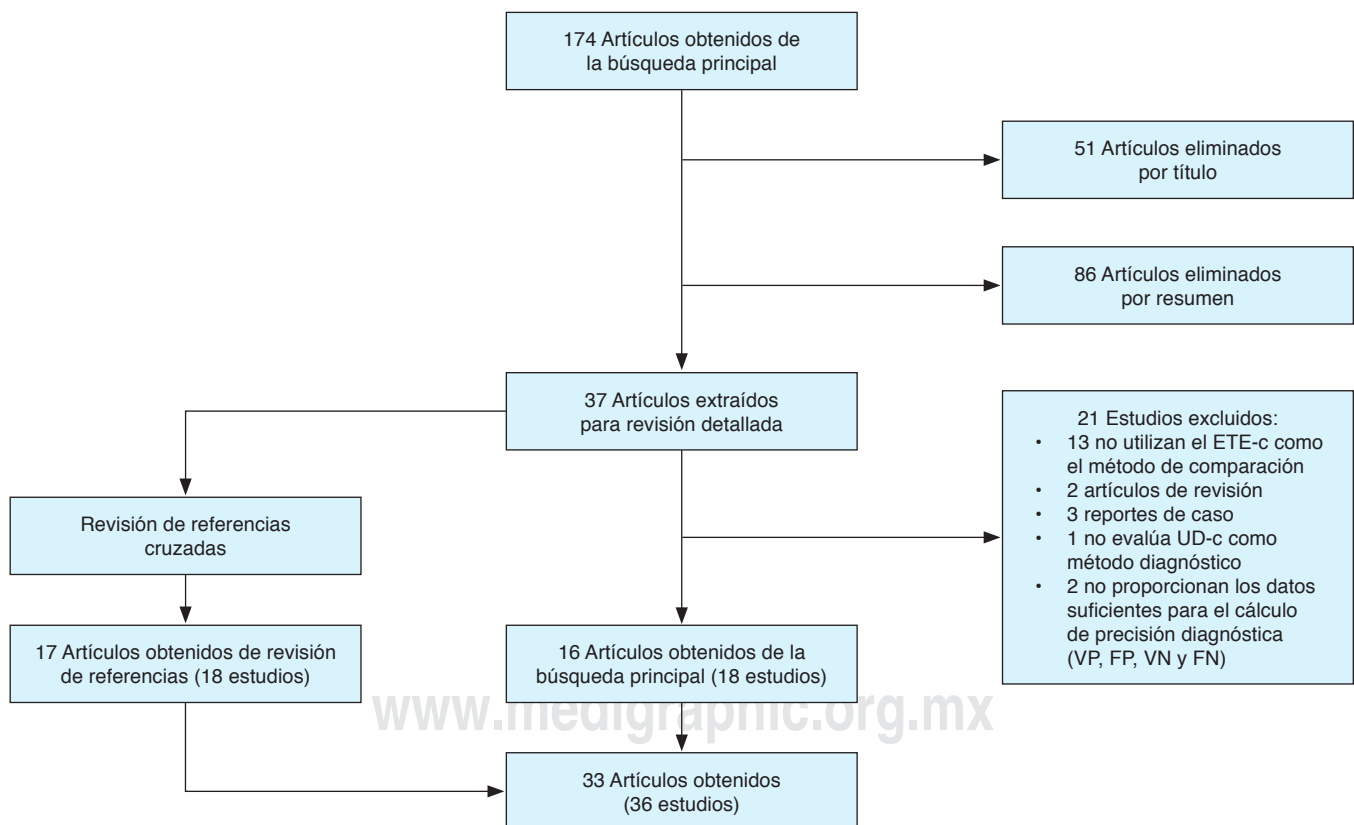 174 Artículos obtenidos de
la búsqueda principal
51 Artículos eliminados
por título
86 Artículos eliminados
por resumen
37 Artículos extraídos
para revisión detallada
21 Estudios excluidos:
• 13 no utilizan el ETE-c como
el método de comparación
• 2 artículos de revisión
• 3 reportes de caso
• 1 no evalúa UD-c como
método diagnóstico
• 2 no proporcionan los datos
suficientes para el cálculo
de precisión diagnóstica
(VP, FP, VN y FN)
Revisión de referencias
cruzadas
17 Artículos obtenidos de revisión
de referencias (18 estudios)
16 Artículos obtenidos de la
búsqueda principal (18 estudios)
www.medigraphic.org.mx
33 Artículos obtenidos
(36 estudios)